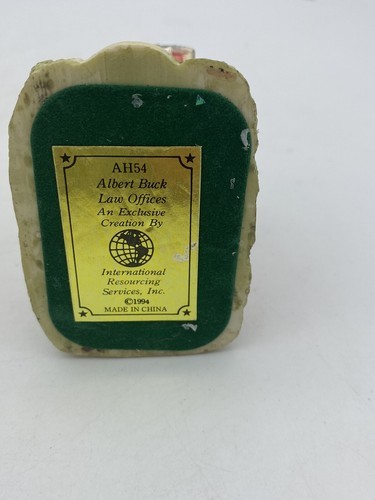 AH54
Albert Buck
Law Offices
An Exclusive
Creation By
International
Resourcing
Services, Inc.
©1994
MADE IN CHINA